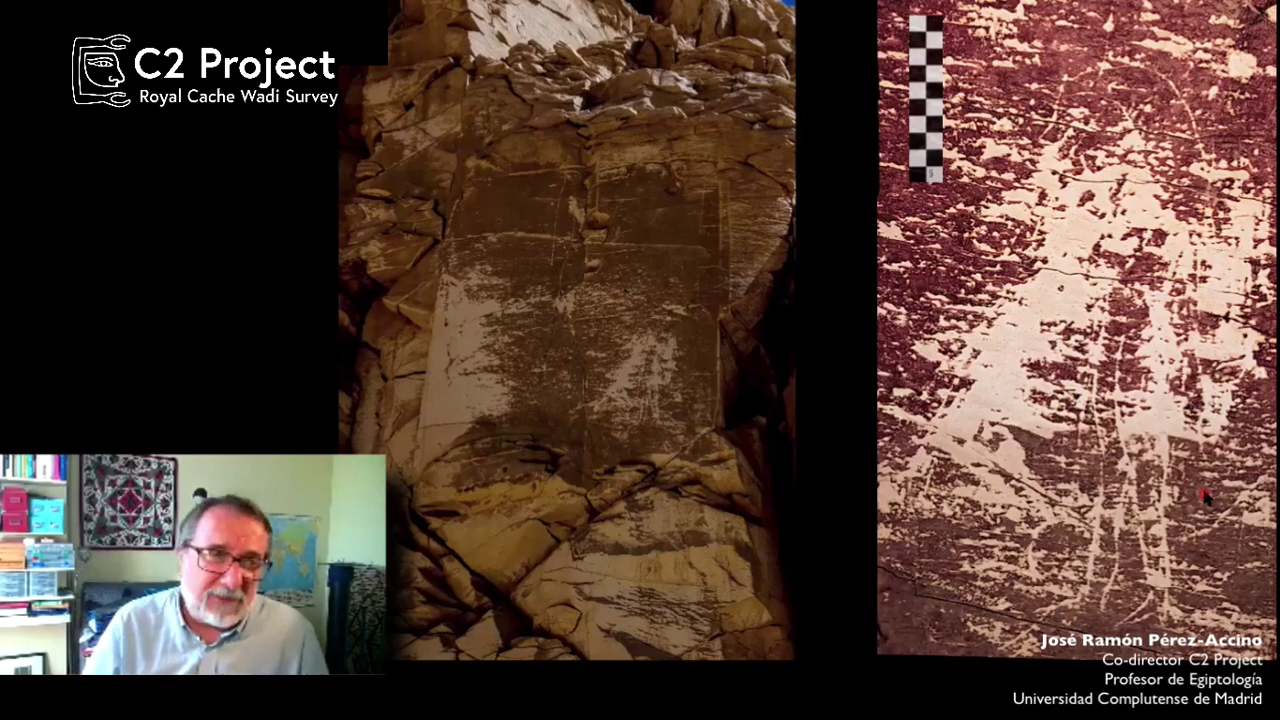 C2 Project
Royal Cache Wadi Survey
José Ramón Pérez-Accino
Co-director C2 Project
Profesor de Egiptología
Universidad Complutense de Madrid